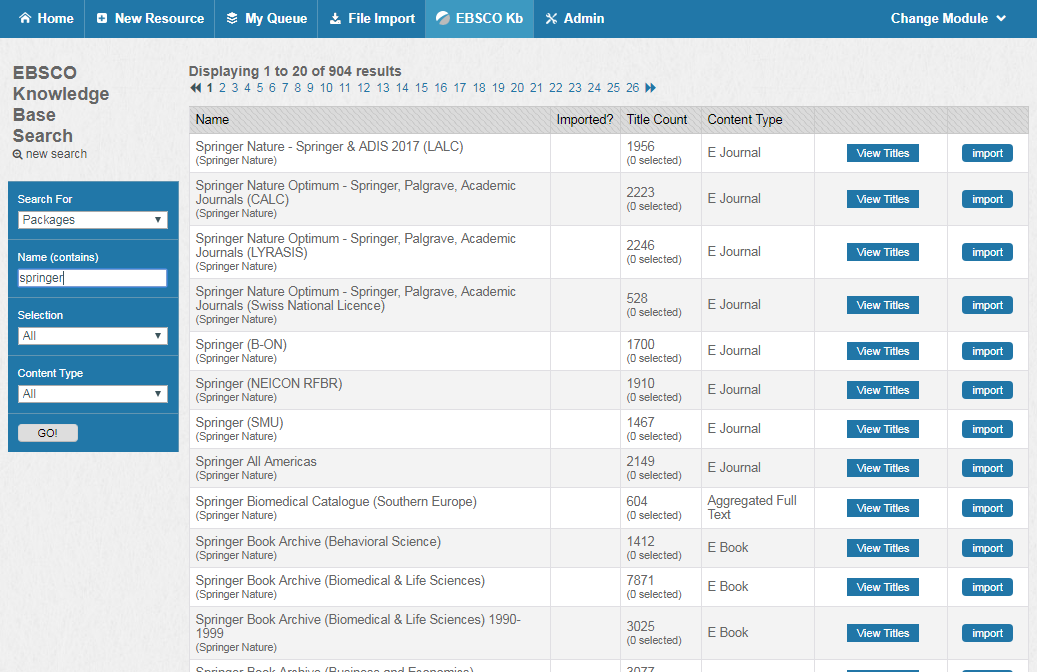 Home New Resource My Queue File Import EBSCO Kb Admin Change Module
EBSCO
Knowledge
Base
Search
new search
Search For
Packages
Name (contains)
springer
Selection
All
Content Type
All
GO!
Displaying 1 to 20 of 904 results
1 2 3 4 5 6 7 8 9 10 11 12 13 14 15 16 17 18 19 20 21 22 23 24 25 26
Name Imported? Title Count Content Type
Springer Nature - Springer & ADIS 2017 (LALC) 1956 E Journal View Titles import
(Springer Nature) (0 selected)
Springer Nature Optimum - Springer, Palgrave, Academic
Journals (CALC) 2223 E Journal View Titles import
(Springer Nature) (0 selected)
Springer Nature Optimum - Springer, Palgrave, Academic
Journals (LYRASIS) 2246 E Journal View Titles import
(Springer Nature) (0 selected)
Springer Nature Optimum - Springer, Palgrave, Academic
Journals (Swiss National Licence) 528 E Journal View Titles import
(Springer Nature) (0 selected)
Springer (B-ON) 1700 E Journal View Titles import
(Springer Nature) (0 selected)
Springer (NEICON RFBR) 1910 E Journal View Titles import
(Springer Nature) (0 selected)
Springer (SMU) 1467 E Journal View Titles import
(Springer Nature) (0 selected)
Springer All Americas 2149 E Journal View Titles import
(Springer Nature) (0 selected)
Springer Biomedical Catalogue (Southern Europe) 604 Aggregated Full View Titles import
(Springer Nature) (0 selected) Text
Springer Book Archive (Behavioral Science) 1412 E Book View Titles import
(Springer Nature) (0 selected)
Springer Book Archive (Biomedical & Life Sciences) 7871 E Book View Titles import
(Springer Nature) (0 selected)
Springer Book Archive (Biomedical & Life Sciences) 1990-
1999 3025 E Book View Titles import
(Springer Nature) (0 selected)
Springer Book Archive (Business and Economics) 3077